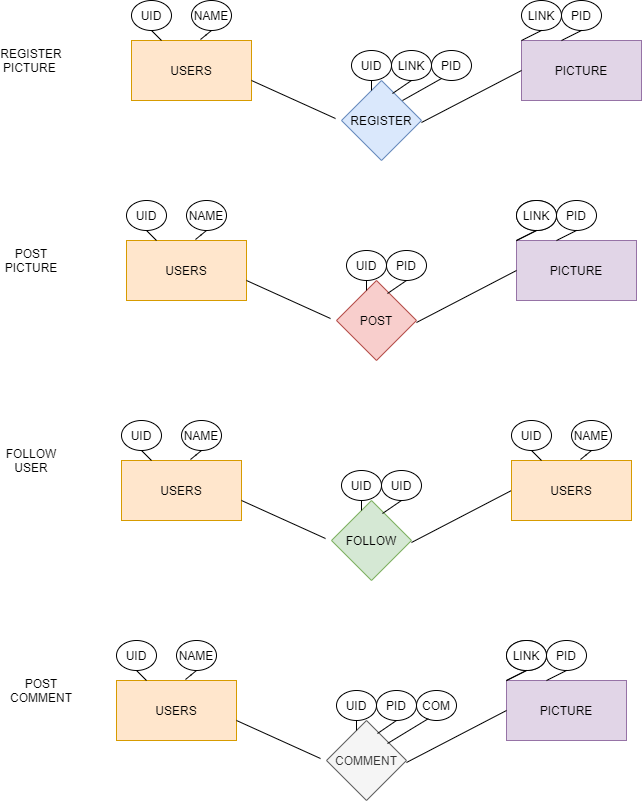 UID
NAME
LINK
PID
REGISTER
PICTURE
USERS
UID
LINK
PID
PICTURE
REGISTER
UID
NAME
LINK
PID
POST
PICTURE
USERS
UID
PID
PICTURE
POST
UID
NAME
UID
NAME
FOLLOW
USER
USERS
UID
UID
USERS
FOLLOW
UID
NAME
LINK
PID
POST
COMMENT
USERS
UID
PID
COM
PICTURE
COMMENT